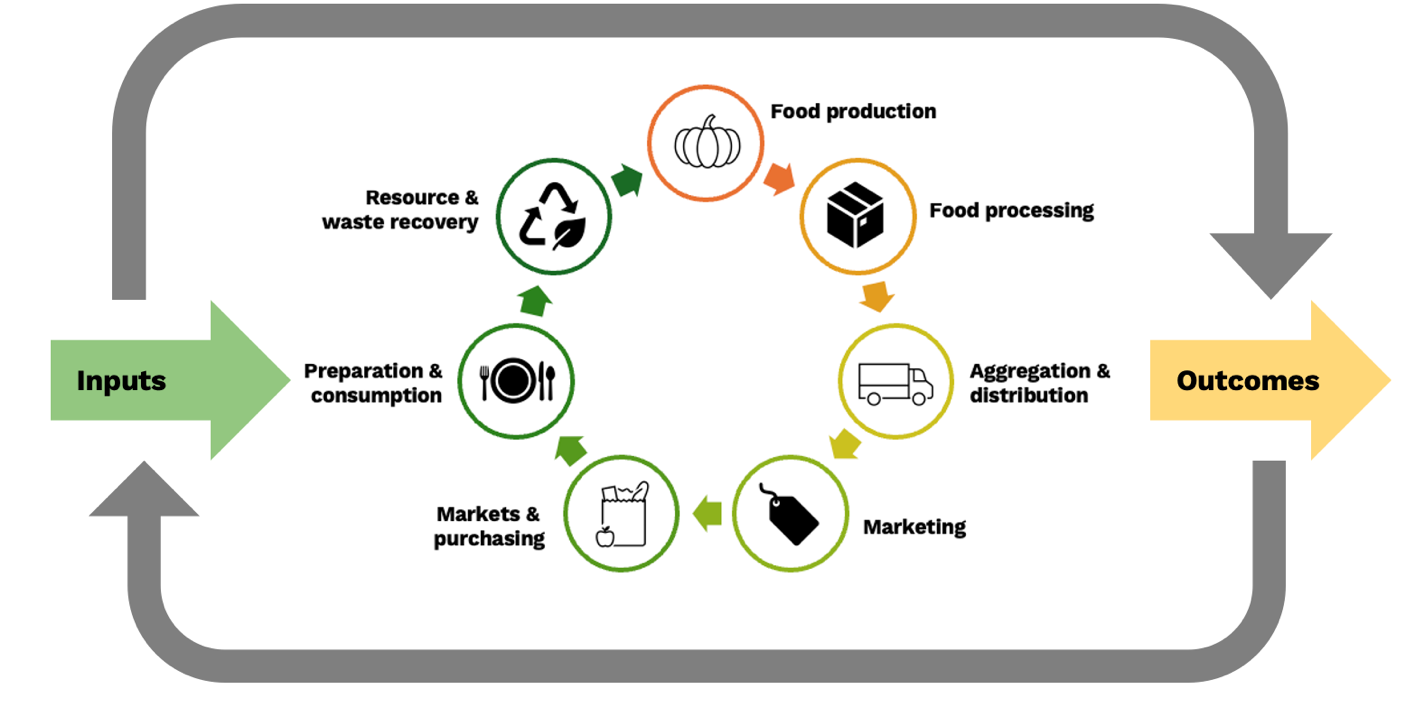 Food production
Resource &
waste recovery
Food processing
Inputs
Preparation &
consumption
Aggregation &
distribution
Outcomes
Markets &
purchasing
Marketing